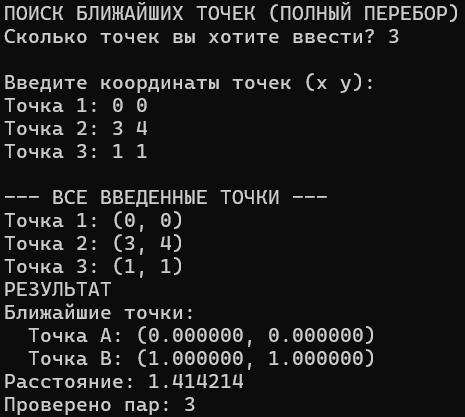 ПОИСК БЛИЖАЙШИХ ТОЧЕК (ПОЛНЫЙ ПЕРЕБОР)
Сколько точек вы хотите ввести? 3
Введите координаты точек (x y):
Точка 1: 0 0
Точка 2: 3 4
Точка 3: 1 1
--- ВСЕ ВВЕДЕННЫЕ ТОЧКИ ---
Точка 1: (0, 0)
Точка 2: (3, 4)
Точка 3: (1, 1)
РЕЗУЛЬТАТ
Ближайшие точки:
  Точка A: (0.000000, 0.000000)
  Точка B: (1.000000, 1.000000)
Расстояние: 1.414214
Проверено пар: 3